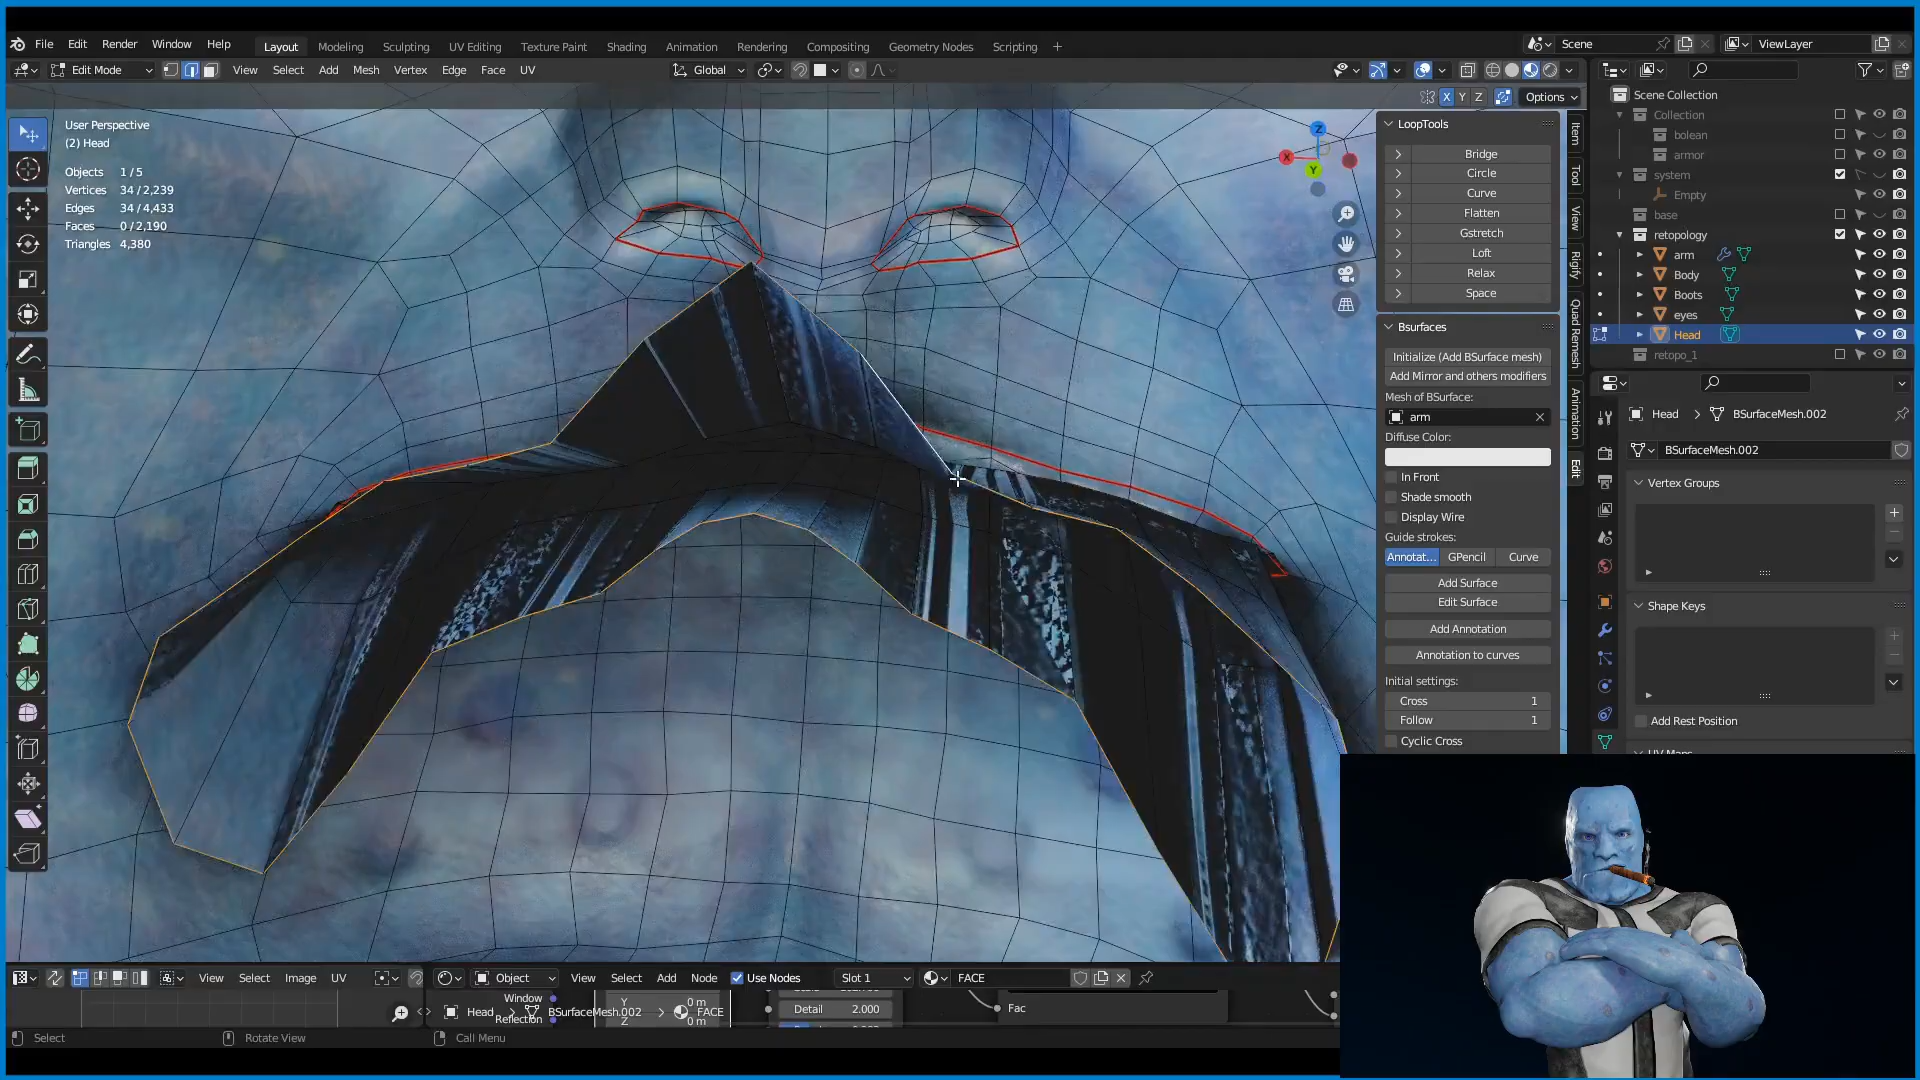 File Edit Render Window Help Layout Modeling Sculpting UV Editing Texture Paint Shading Animation Rendering Compositing Geometry Nodes Scripting + Scene ViewLayer
Edit Mode View Select Add Mesh Vertex Edge Face UV Global
X Y Z Options
User Perspective
(2) Head
Objects 1 / 5
Vertices 34 / 2,239
Edges 34 / 4,433
Faces 0 / 2,190
Triangles 4,380
Z
X
Y
LoopTools
Bridge
Circle
Curve
Flatten
Gstretch
Loft
Relax
Space
Bsurfaces
Initialize (Add BSurface mesh)
Add Mirror and others modifiers
Mesh of BSurface:
arm
Diffuse Color:
In Front
Shade smooth
Display Wire
Guide strokes:
Annotat... GPencil Curve
Add Surface
Edit Surface
Add Annotation
Annotation to curves
Initial settings:
Cross 1
Follow 1
Cyclic Cross
Item
Tool
View
Rigify
Quad Remesh
Animation
Edit
Scene Collection
Collection
bolean
armor
system
Empty
base
retopology
arm
Body
Boots
eyes
Head
retopo_1
Head > BSurfaceMesh.002
BSurfaceMesh.002
Vertex Groups
Shape Keys
Add Rest Position
UV Maps
View Select Image UV Object View Select Add Node Use Nodes Slot 1 FACE
Window
Reflection
Head > BSurfaceMesh.002 > FACE
Y 0 m
Z 0 m
Detail 2.000
Fac
Select Rotate View Call Menu